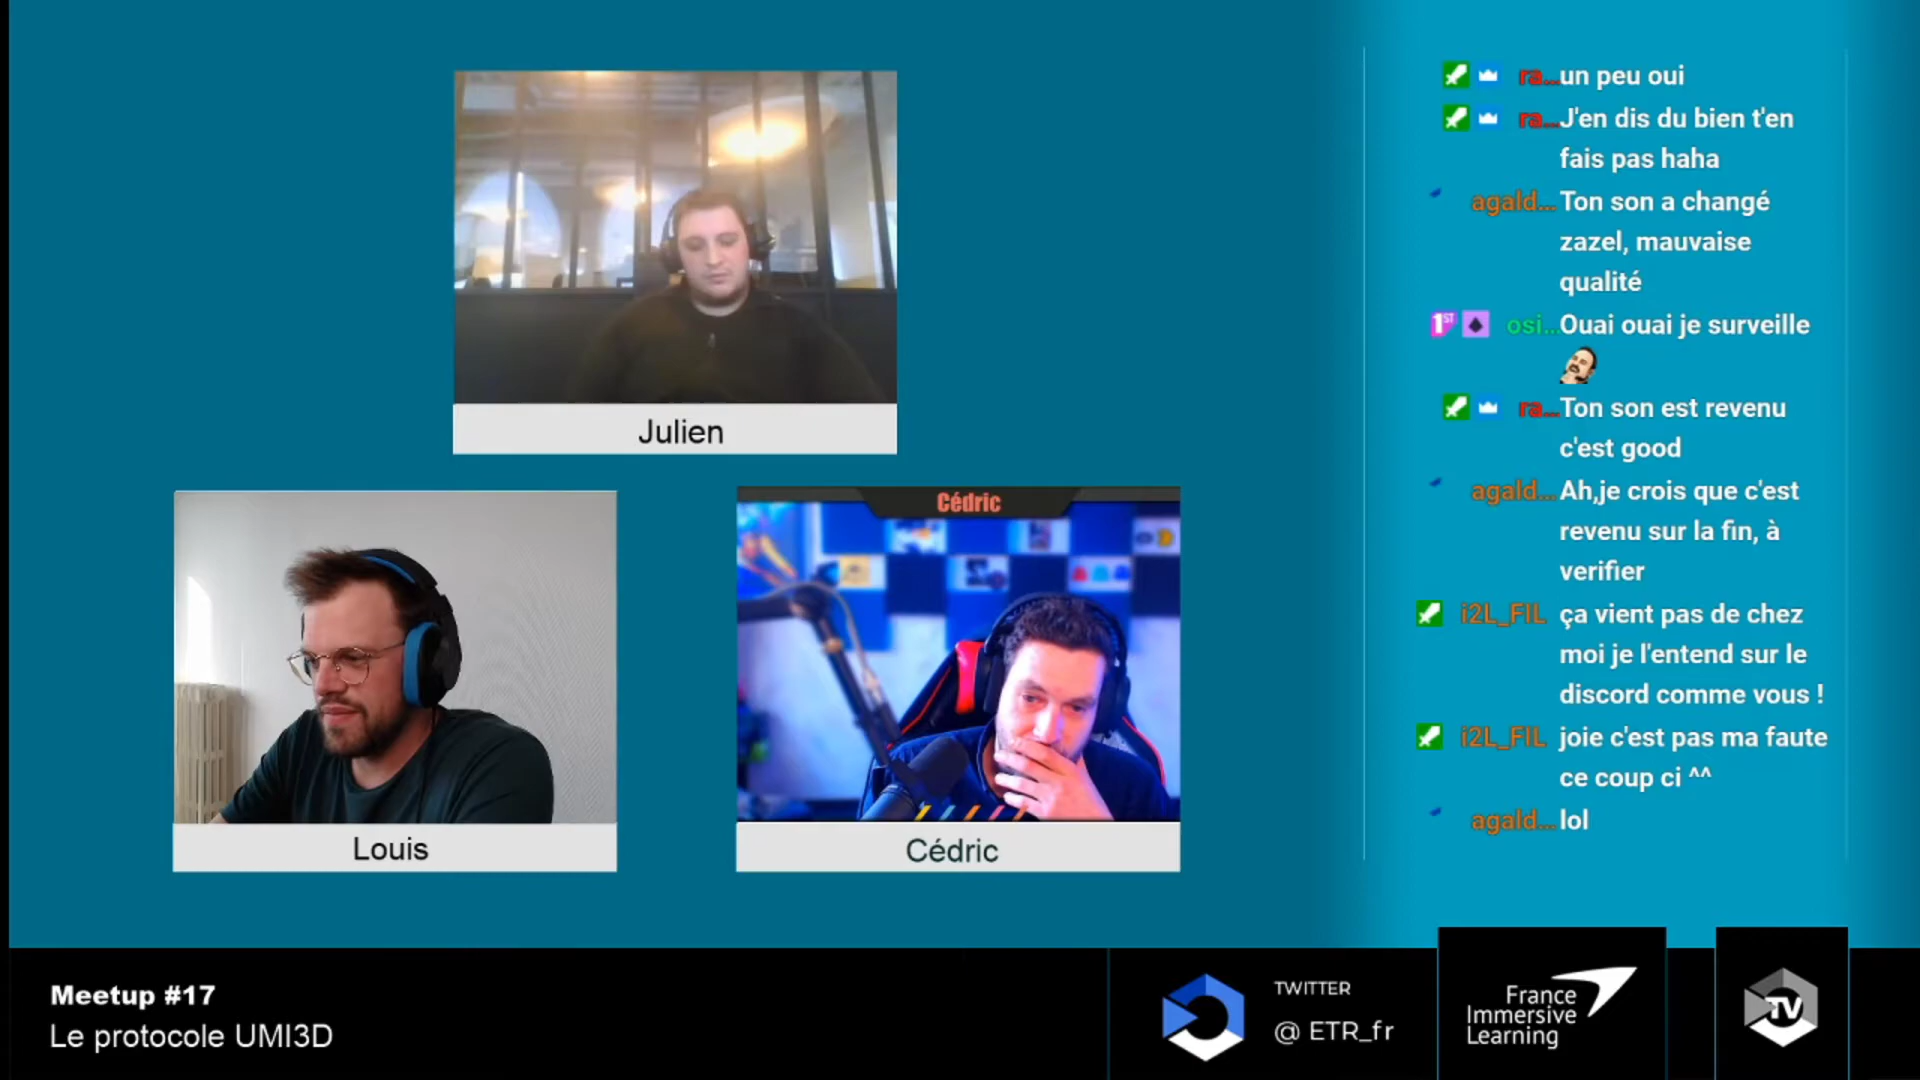 Julien
Louis
Cédric
Cédric
ra...un peu oui
ra...J'en dis du bien t'en
fais pas haha
agald...Ton son a changé
zazel, mauvaise
qualité
1ST osi...Ouai ouai je surveille
ra...Ton son est revenu
c'est good
agald...Ah,je crois que c'est
revenu sur la fin, à
verifier
i2L_FIL ça vient pas de chez
moi je l'entend sur le
discord comme vous !
i2L_FIL joie c'est pas ma faute
ce coup ci ^^
agald...lol
Meetup #17
Le protocole UMI3D
TWITTER
@ ETR_fr
France
Immersive
Learning
TV